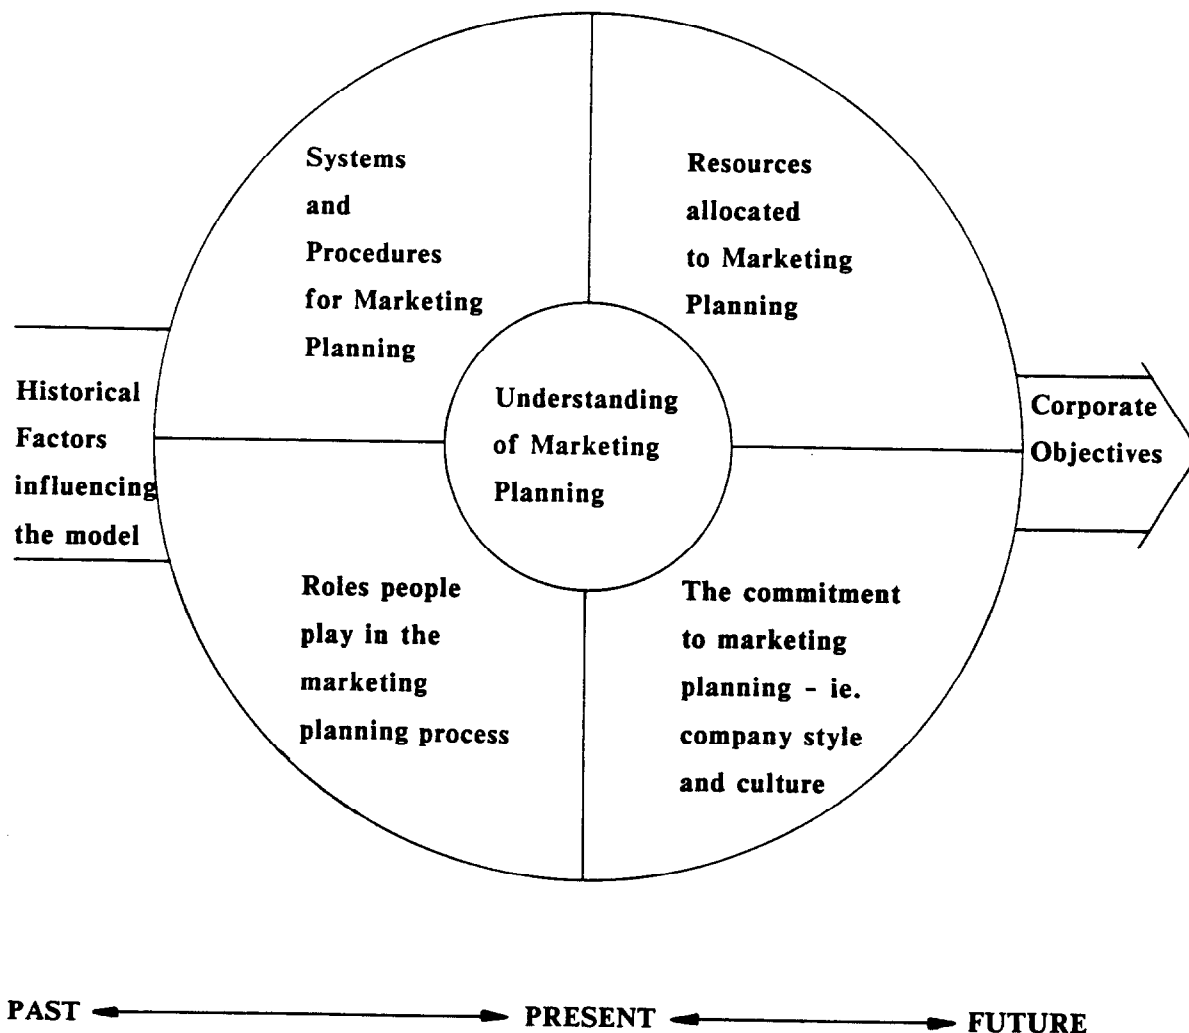 Systems
and
Procedures
for Marketing
Planning
Resources
allocated
to Marketing
Planning
Historical
Factors
influencing
the model
Understanding
of Marketing
Planning
Corporate
Objectives
Roles people
play in the
marketing
planning process
The commitment
to marketing
planning - ie.
company style
and culture
PAST PRESENT FUTURE